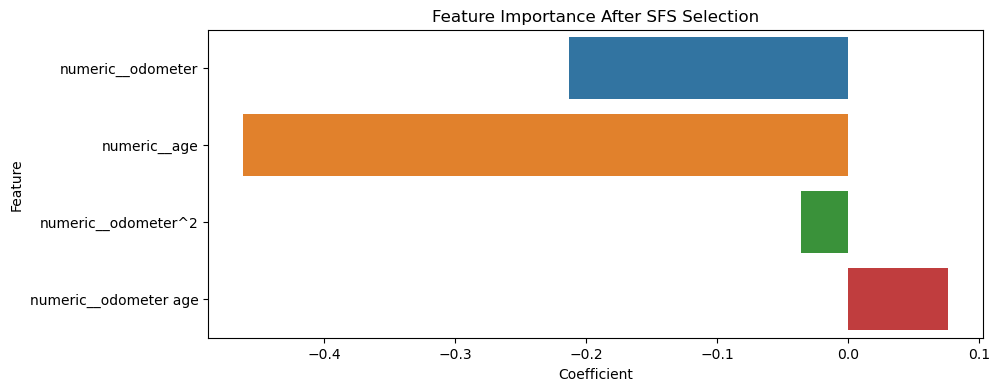 Feature Importance After SFS Selection
Feature
numeric__odometer
numeric__age
numeric__odometer^2
numeric__odometer age
−0.4 −0.3 −0.2 −0.1 0.0 0.1
Coefficient